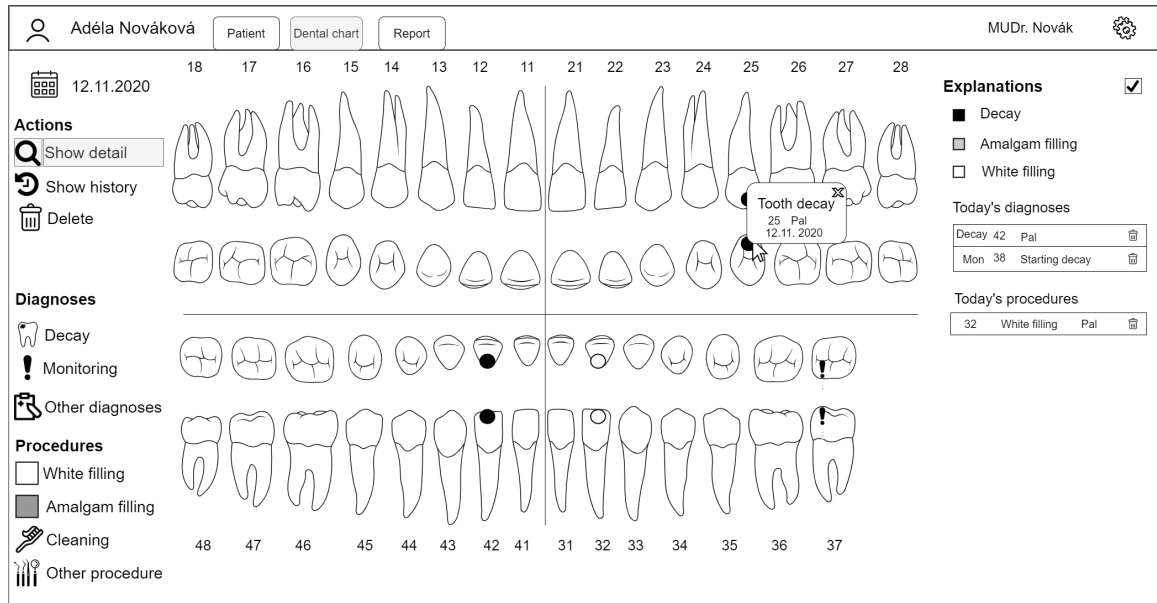 Adéla Nováková
Patient
Dental chart
Report
MUDr. Novák
12.11.2020
18 17 16 15 14 13 12 11 21 22 23 24 25 26 27 28
Actions
Show detail
Show history
Delete
Diagnoses
Decay
Monitoring
Other diagnoses
Procedures
White filling
Amalgam filling
Cleaning
Other procedure
Tooth decay X
25 Pal
12.11. 2020
48 47 46 45 44 43 42 41 31 32 33 34 35 36 37
Explanations
Decay
Amalgam filling
White filling
Today's diagnoses
Decay 42 Pal
Mon 38 Starting decay
Today's procedures
32 White filling Pal